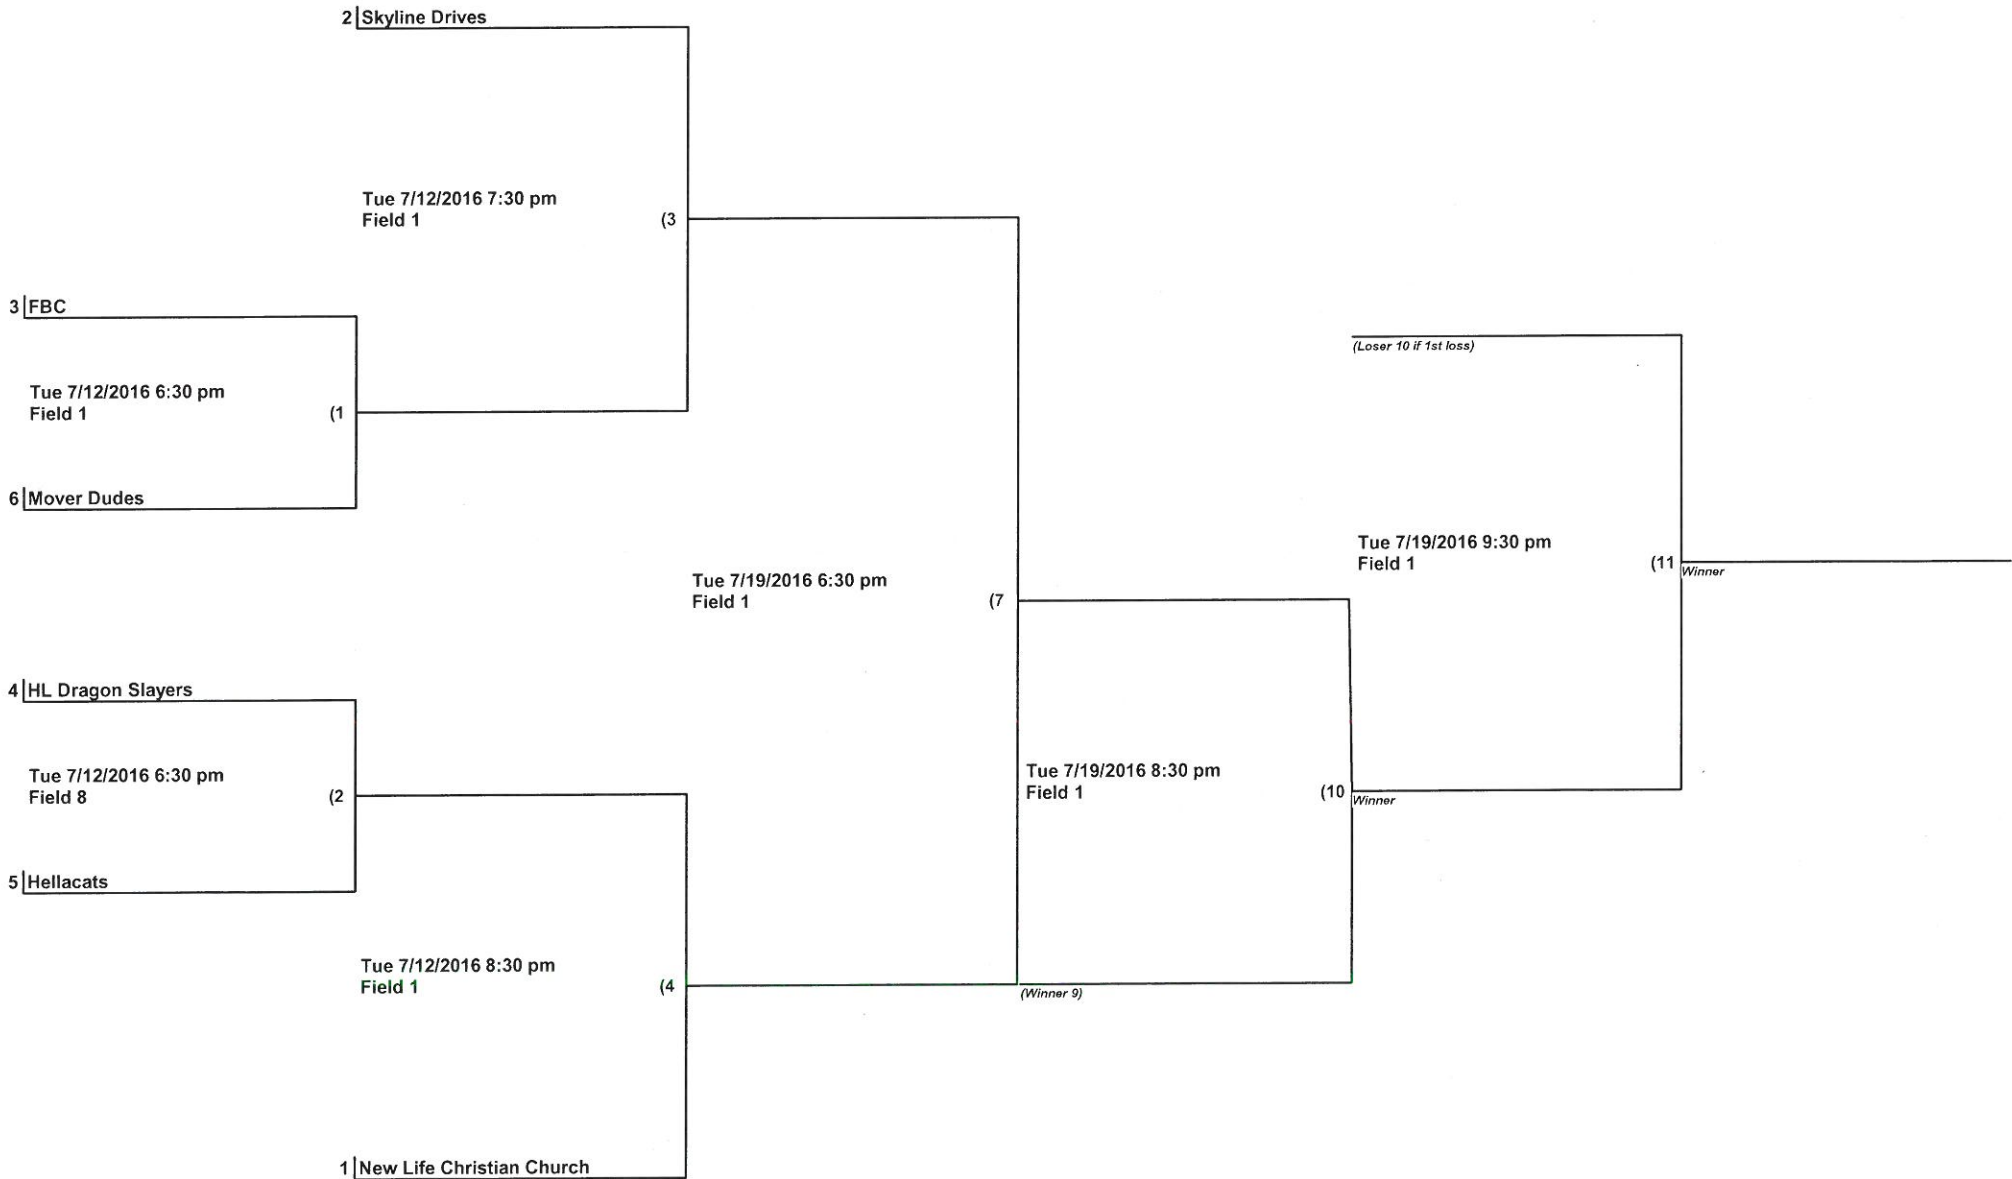 2 Skyline Drives
Tue 7/12/2016 7:30 pm
Field 1
(3
3 FBC
Tue 7/12/2016 6:30 pm
Field 1
(1
6 Mover Dudes
(Loser 10 if 1st loss)
Tue 7/19/2016 9:30 pm
Field 1
(11
Winner
Tue 7/19/2016 6:30 pm
Field 1
(7
4 HL Dragon Slayers
Tue 7/12/2016 6:30 pm
Field 8
(2
5 Hellacats
Tue 7/19/2016 8:30 pm
Field 1
(10
Winner
Tue 7/12/2016 8:30 pm
Field 1
(4
(Winner 9)
1 New Life Christian Church